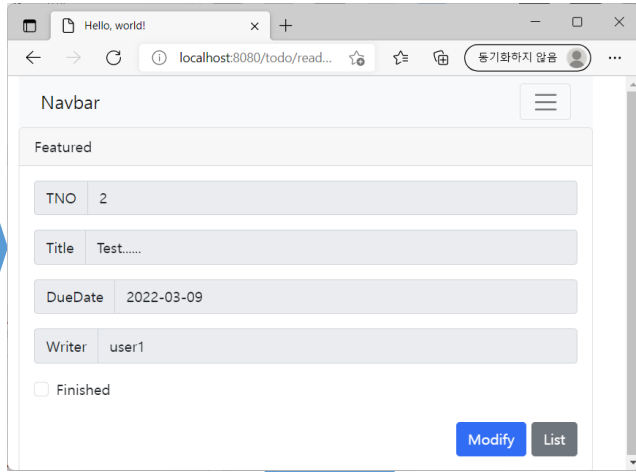 Hello, world!
localhost:8080/todo/read...
동기화하지 않음
Navbar
Featured
TNO 2
Title Test......
DueDate 2022-03-09
Writer user1
Finished
Modify List